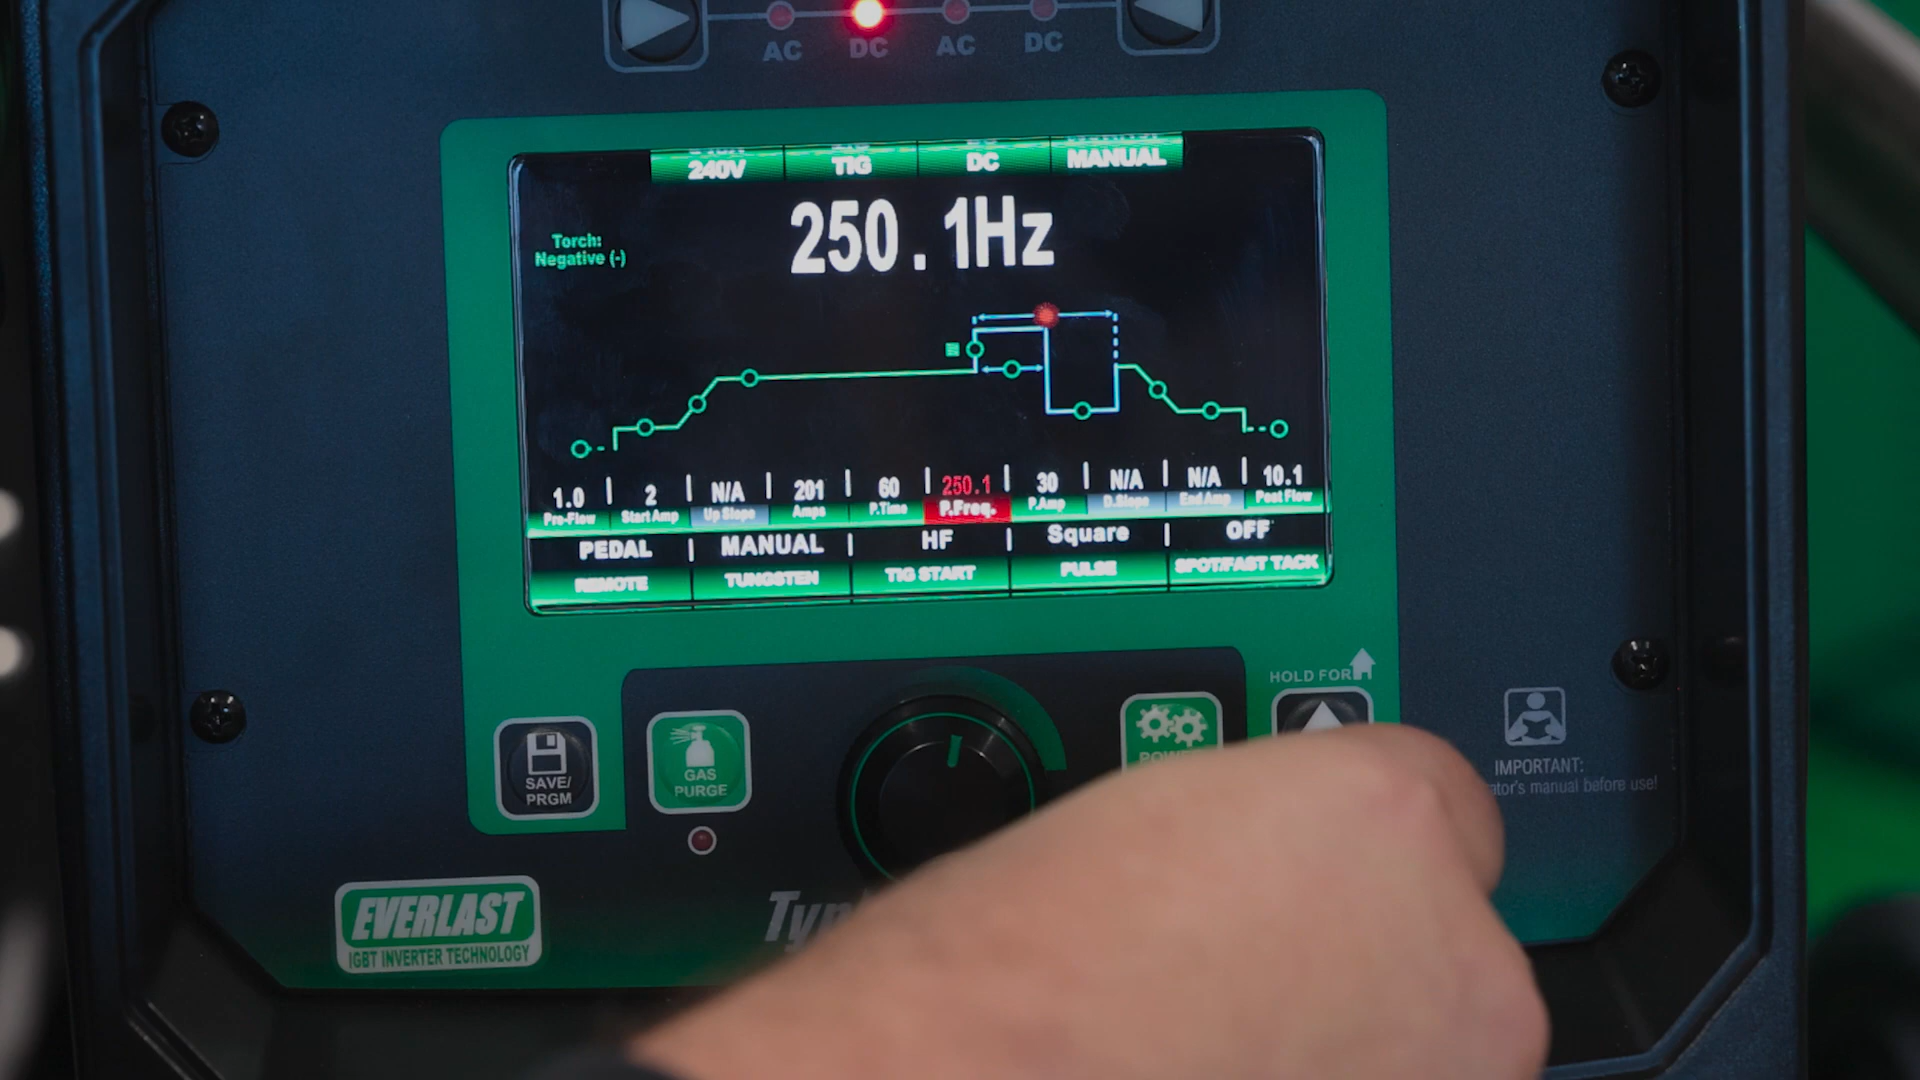 AC DC AC DC
240V TIG DC MANUAL
250.1Hz
Torch:
Negative (-)
1.0 2 N/A 201 60 250.1 30 N/A N/A 10.1
Pre-Flow Start Amp Up Slope Amps P.Time P.Freq. P.Amp D.Slope End Amp Post Flow
PEDAL MANUAL HF Square OFF
REMOTE TUNGSTEN TIG START PULSE SPOT/FAST TACK
HOLD FOR
SAVE/
PRGM
GAS
PURGE
IMPORTANT:
manual before use!
EVERLAST
IGBT INVERTER TECHNOLOGY